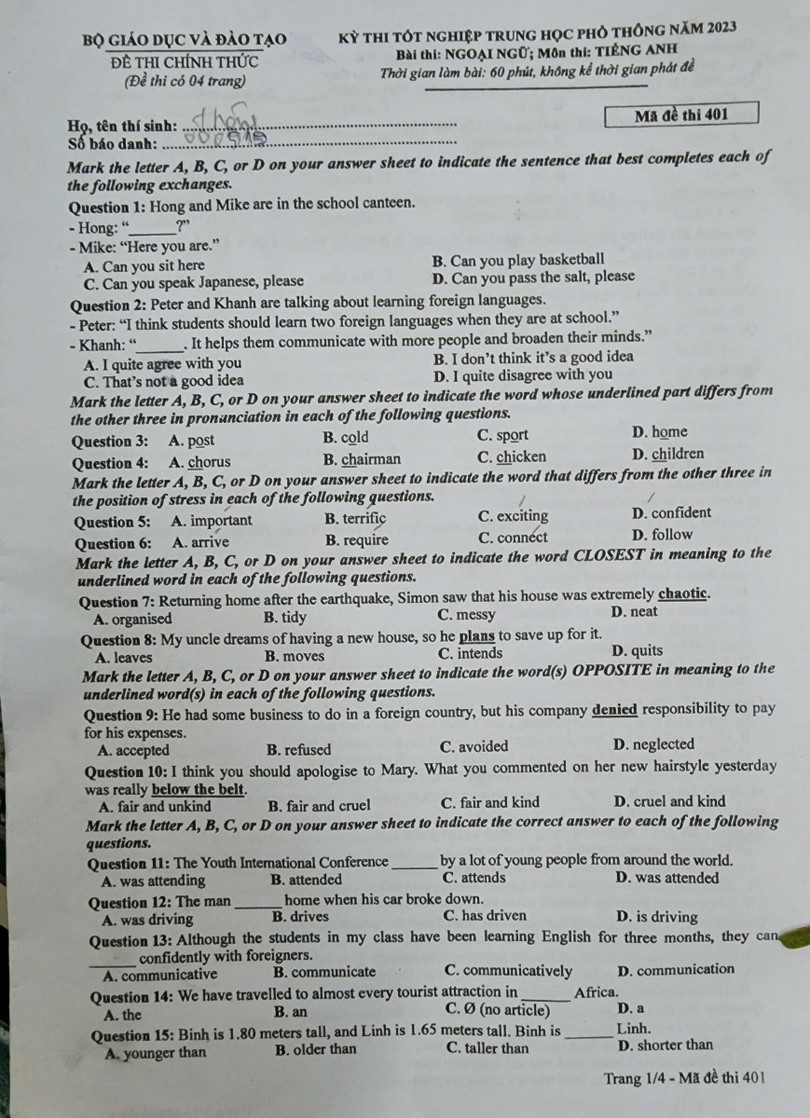 BỘ GIÁO DỤC VÀ ĐÀO TẠO
ĐỀ THI CHÍNH THỨC
(Đề thi có 04 trang)
KỲ THI TỐT NGHIỆP TRUNG HỌC PHỔ THÔNG NĂM 2023
Bài thi: NGOẠI NGỮ; Môn thi: TIẾNG ANH
Thời gian làm bài: 60 phút, không kể thời gian phát đề
Họ, tên thí sinh:
Số báo danh:
Mã đề thi 401
Mark the letter A, B, C, or D on your answer sheet to indicate the sentence that best completes each of
the following exchanges.
Question 1: Hong and Mike are in the school canteen.
- Hong: “______?”
- Mike: “Here you are.”
A. Can you sit here B. Can you play basketball
C. Can you speak Japanese, please D. Can you pass the salt, please
Question 2: Peter and Khanh are talking about learning foreign languages.
- Peter: “I think students should learn two foreign languages when they are at school.”
- Khanh: “______. It helps them communicate with more people and broaden their minds.”
A. I quite agree with you B. I don’t think it’s a good idea
C. That’s not a good idea D. I quite disagree with you
Mark the letter A, B, C, or D on your answer sheet to indicate the word whose underlined part differs from
the other three in pronunciation in each of the following questions.
Question 3: A. post B. cold C. sport D. home
Question 4: A. chorus B. chairman C. chicken D. children
Mark the letter A, B, C, or D on your answer sheet to indicate the word that differs from the other three in
the position of stress in each of the following questions.
Question 5: A. important B. terrific C. exciting D. confident
Question 6: A. arrive B. require C. connect D. follow
Mark the letter A, B, C, or D on your answer sheet to indicate the word CLOSEST in meaning to the
underlined word in each of the following questions.
Question 7: Returning home after the earthquake, Simon saw that his house was extremely chaotic.
A. organised B. tidy C. messy D. neat
Question 8: My uncle dreams of having a new house, so he plans to save up for it.
A. leaves B. moves C. intends D. quits
Mark the letter A, B, C, or D on your answer sheet to indicate the word(s) OPPOSITE in meaning to the
underlined word(s) in each of the following questions.
Question 9: He had some business to do in a foreign country, but his company denied responsibility to pay
for his expenses.
A. accepted B. refused C. avoided D. neglected
Question 10: I think you should apologise to Mary. What you commented on her new hairstyle yesterday
was really below the belt.
A. fair and unkind B. fair and cruel C. fair and kind D. cruel and kind
Mark the letter A, B, C, or D on your answer sheet to indicate the correct answer to each of the following
questions.
Question 11: The Youth International Conference ______ by a lot of young people from around the world.
A. was attending B. attended C. attends D. was attended
Question 12: The man ______ home when his car broke down.
A. was driving B. drives C. has driven D. is driving
Question 13: Although the students in my class have been learning English for three months, they can
______ confidently with foreigners.
A. communicative B. communicate C. communicatively D. communication
Question 14: We have travelled to almost every tourist attraction in ______ Africa.
A. the B. an C. Ø (no article) D. a
Question 15: Binh is 1.80 meters tall, and Linh is 1.65 meters tall. Binh is ______ Linh.
A. younger than B. older than C. taller than D. shorter than
Trang 1/4 - Mã đề thi 401